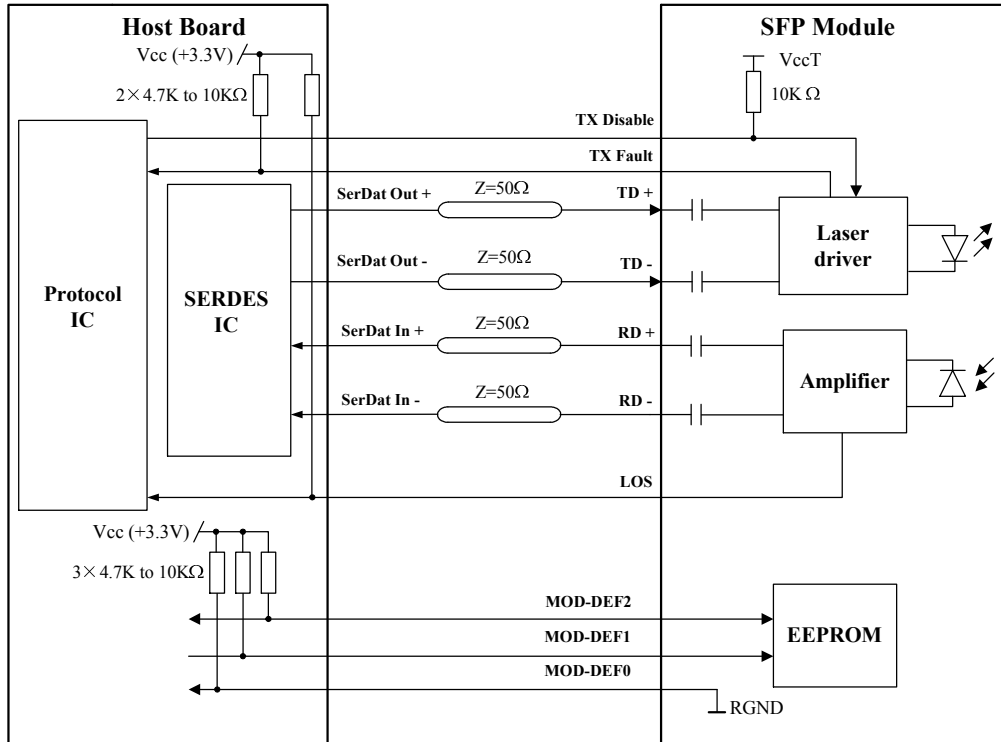 Host Board
SFP Module
Vcc (+3.3V)
VccT
2×4.7K to 10KΩ
10K Ω
TX Disable
TX Fault
SerDat Out +
Z=50Ω
TD +
SerDat Out -
Z=50Ω
TD -
Laser
driver
Protocol
IC
SERDES
IC
SerDat In +
Z=50Ω
RD +
SerDat In -
Z=50Ω
RD -
Amplifier
LOS
Vcc (+3.3V)
3×4.7K to 10KΩ
MOD-DEF2
MOD-DEF1
MOD-DEF0
EEPROM
RGND